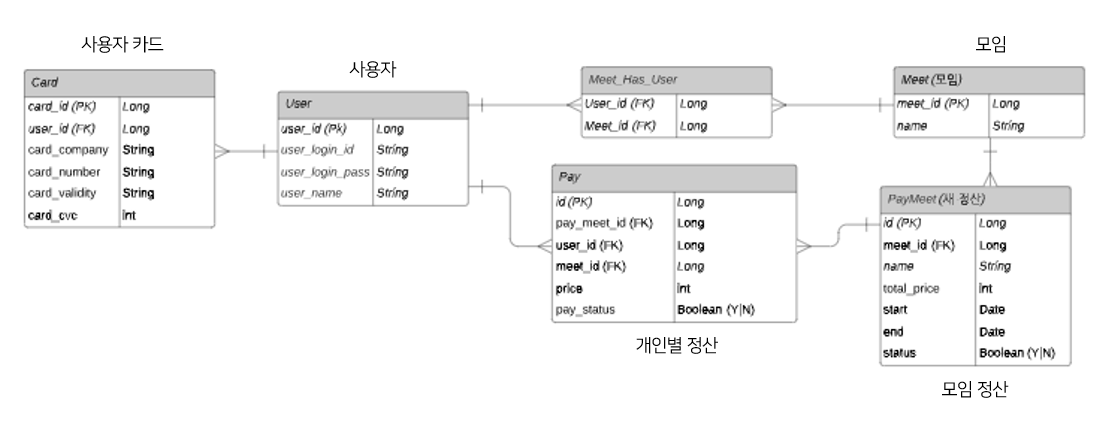 사용자 카드
Card
card_id (PK) Long
user_id (FK) Long
card_company String
card_number String
card_validity String
card_cvc int
사용자
User
user_id (Pk) Long
user_login_id String
user_login_pass String
user_name String
Meet_Has_User
User_id (FK) Long
Meet_id (FK) Long
모임
Meet (모임)
meet_id (PK) Long
name String
Pay
id (PK) Long
pay_meet_id (FK) Long
user_id (FK) Long
meet_id (FK) Long
price int
pay_status Boolean (Y|N)
개인별 정산
PayMeet (새 정산)
id (PK) Long
meet_id (FK) Long
name String
total_price int
start Date
end Date
status Boolean (Y|N)
모임 정산